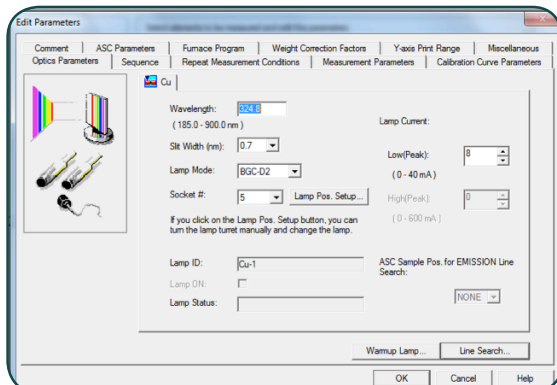 Edit Parameters
Comment ASC Parameters Furnace Program Weight Correction Factors Y-axis Print Range Miscellaneous
Optics Parameters Sequence Repeat Measurement Conditions Measurement Parameters Calibration Curve Parameters
Cu
Wavelength: 324.8
( 185.0 - 900.0 nm )
Lamp Current:
Slit Width (nm): 0.7
Low(Peak): 8
Lamp Mode: BGC-D2
( 0 - 40 mA )
Socket #: 5 Lamp Pos. Setup...
High(Peak): 0
( 0 - 600 mA )
If you click on the Lamp Pos. Setup button, you can
turn the lamp turret manually and change the lamp.
Lamp ID: Cu-1
ASC Sample Pos. for EMISSION Line
Search:
Lamp ON:
NONE
Lamp Status:
Warmup Lamp... Line Search...
OK Cancel Help